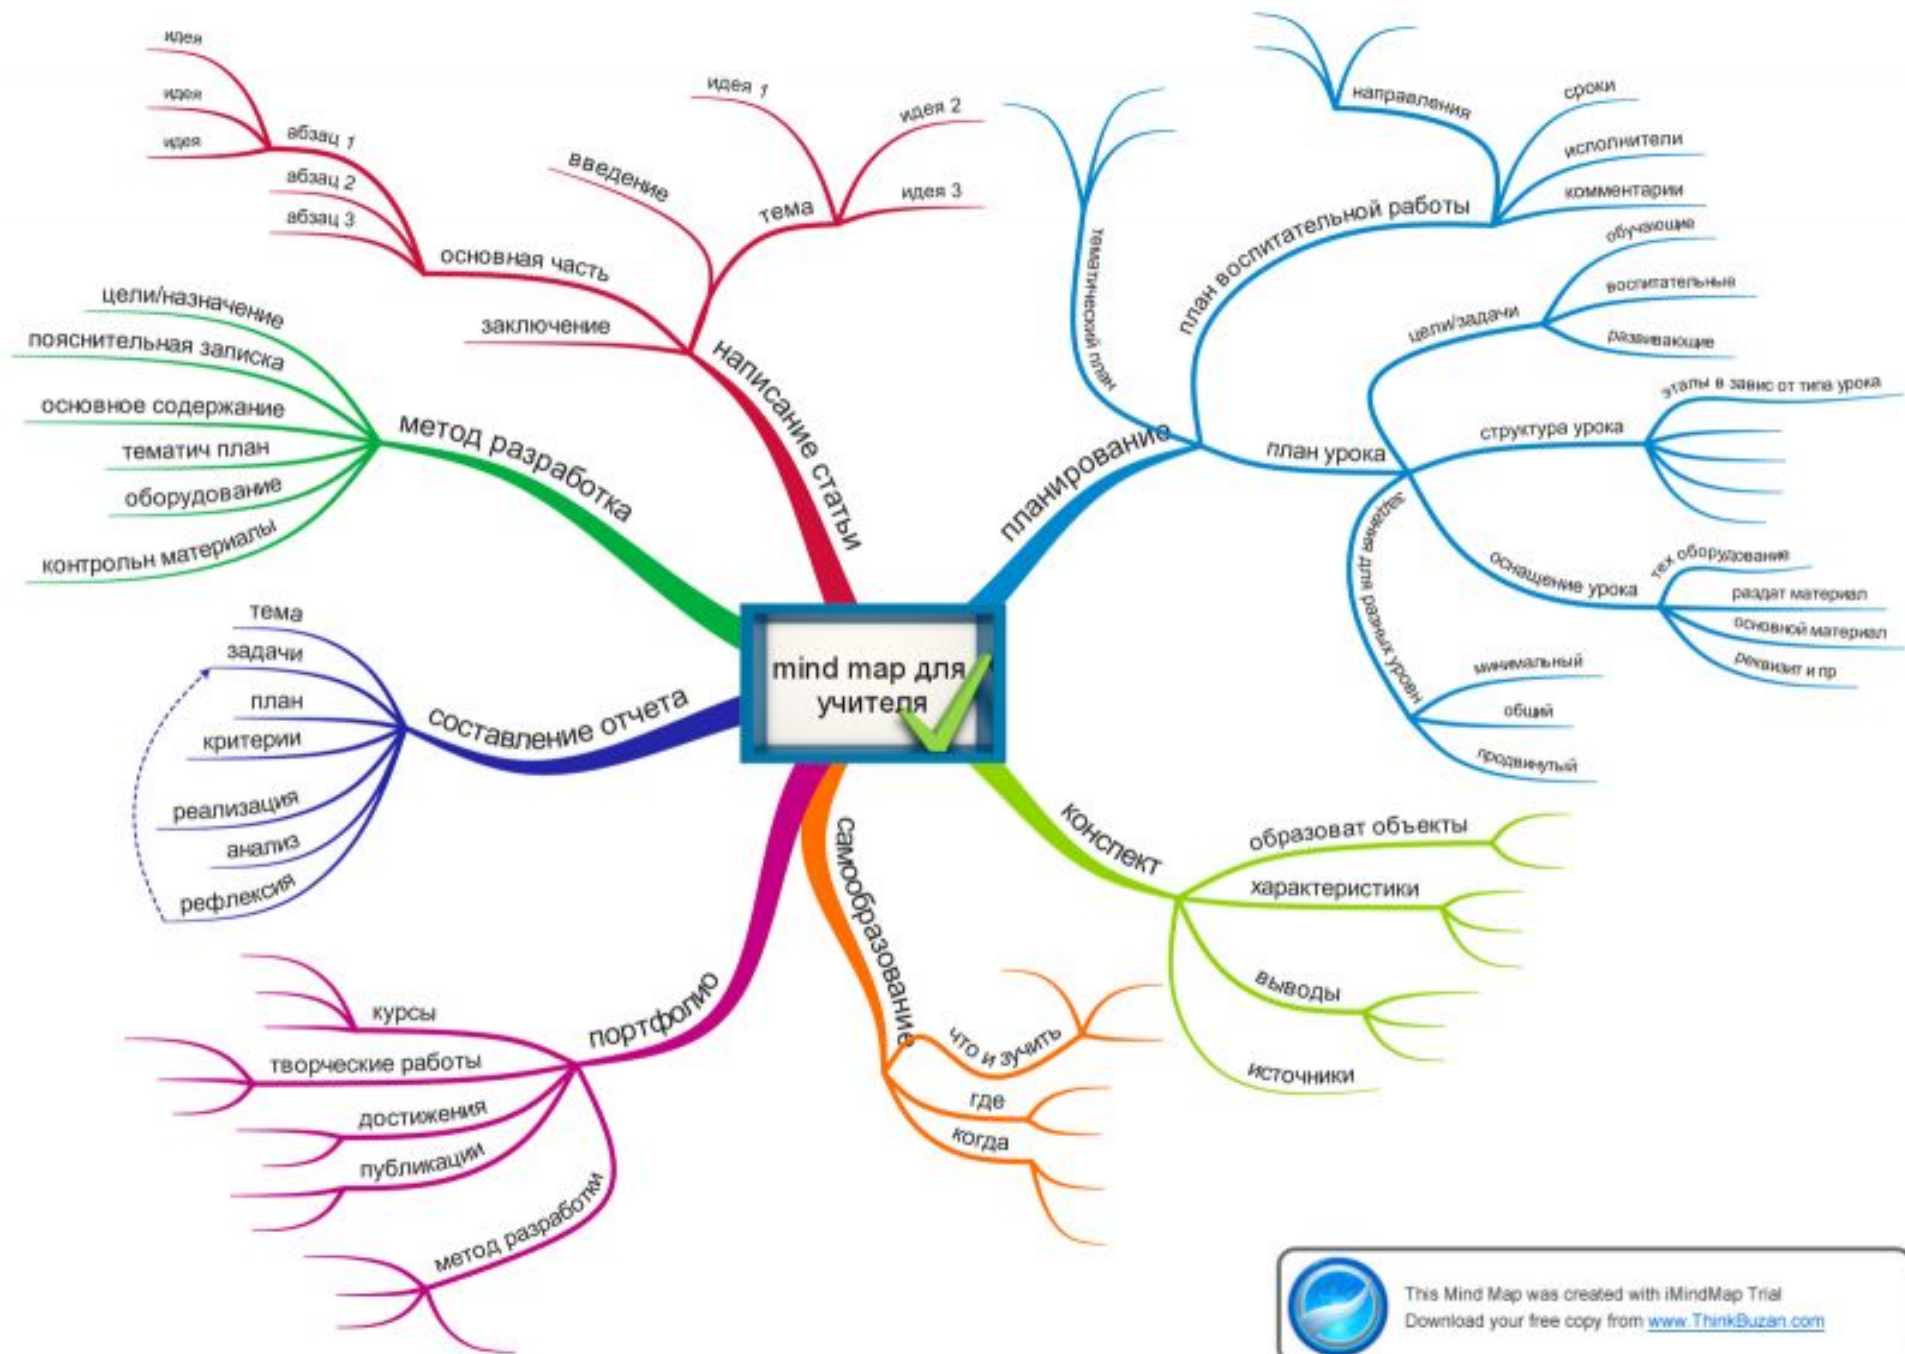 mind map для
учителя
написание статьи
тема
идея 1
идея 2
идея 3
введение
основная часть
абзац 1
идея
идея
идея
абзац 2
абзац 3
заключение
метод разработка
цели/назначение
пояснительная записка
основное содержание
тематич план
оборудование
контрольн материалы
составление отчета
тема
задачи
план
критерии
реализация
анализ
рефлексия
портфолио
курсы
творческие работы
достижения
публикации
метод разработки
самообразование
что и зучить
где
когда
конспект
образоват объекты
характеристики
выводы
источники
планирование
тематический план
план воспитательной работы
направления
сроки
исполнители
комментарии
план урока
цели/задачи
обучающие
воспитательные
развивающие
структура урока
этапы в завис от типа урока
оснащение урока
тех оборудование
раздат материал
основной материал
реквизит и пр
задания для разных уровн
минимальный
общий
продвинутый
This Mind Map was created with iMindMap Trial
Download your free copy from www.ThinkBuzan.com